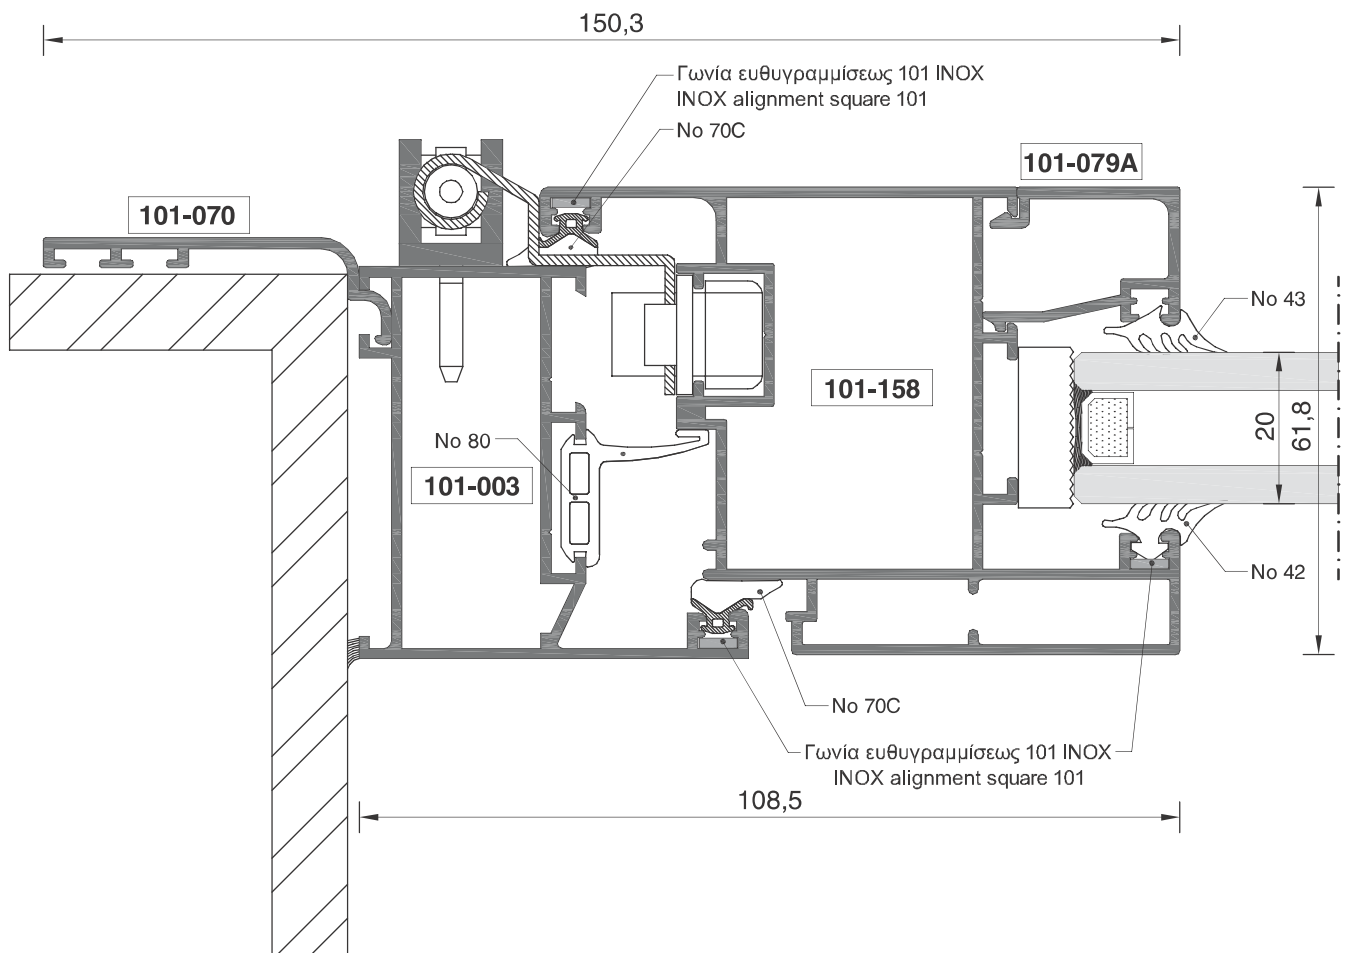 150,3
Γωνία ευθυγραμμίσεως 101 INOX
INOX alignment square 101
No 70C
101-079A
101-070
No 43
101-158
20
61,8
No 80
101-003
No 42
No 70C
Γωνία ευθυγραμμίσεως 101 INOX
INOX alignment square 101
108,5